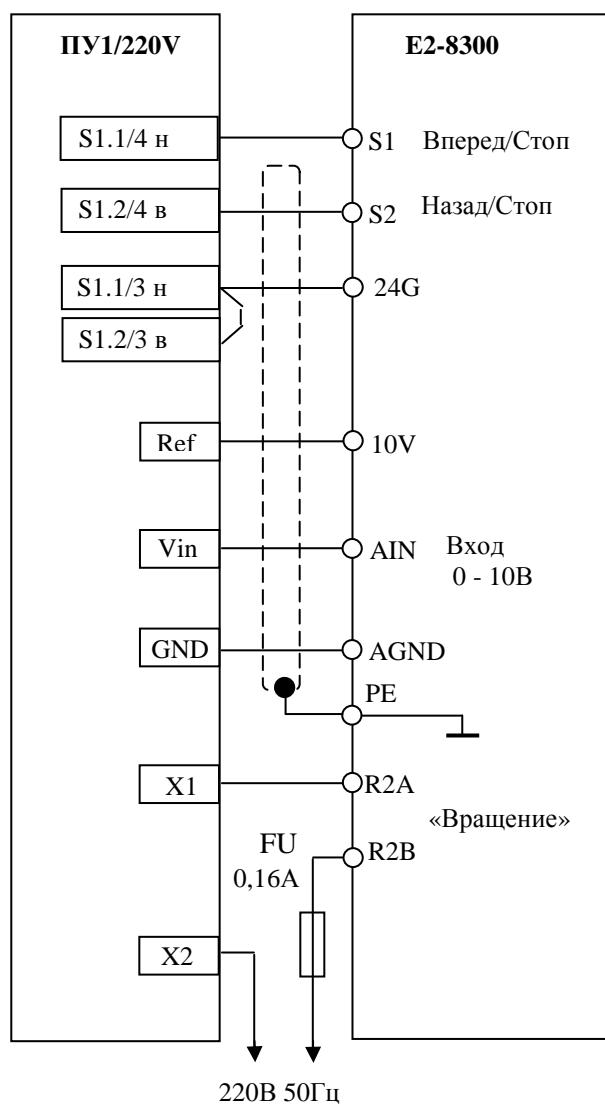 ПУ1/220V
E2-8300
S1.1/4 н
S1
Вперед/Стоп
S1.2/4 в
S2
Назад/Стоп
S1.1/3 н
24G
S1.2/3 в
Ref
10V
Vin
AIN
Вход
0 - 10В
GND
AGND
PE
X1
R2A
«Вращение»
FU
0,16А
R2B
X2
220В 50Гц